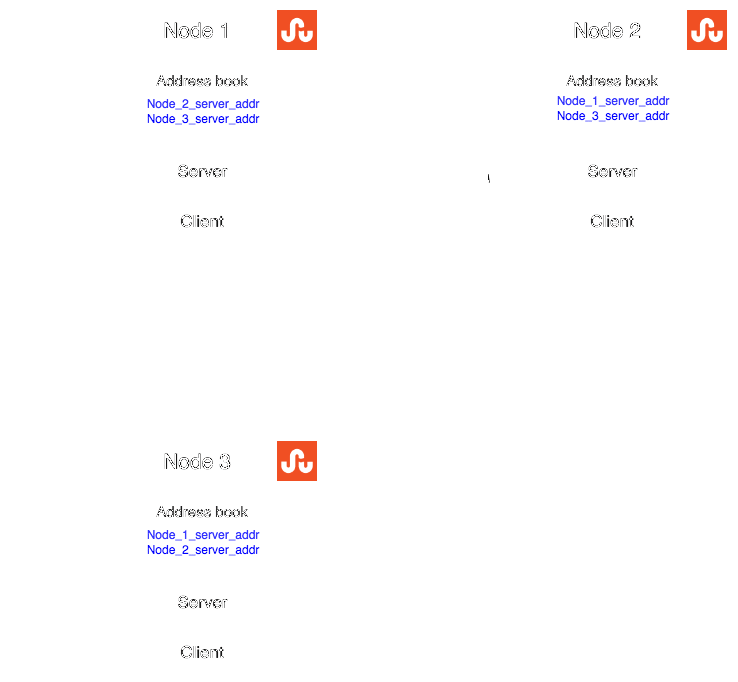 Node 1
Address book
Node_2_server_addr
Node_3_server_addr
Server
Client
Node 2
Address book
Node_1_server_addr
Node_3_server_addr
Server
Client
Node 3
Address book
Node_1_server_addr
Node_2_server_addr
Server
Client